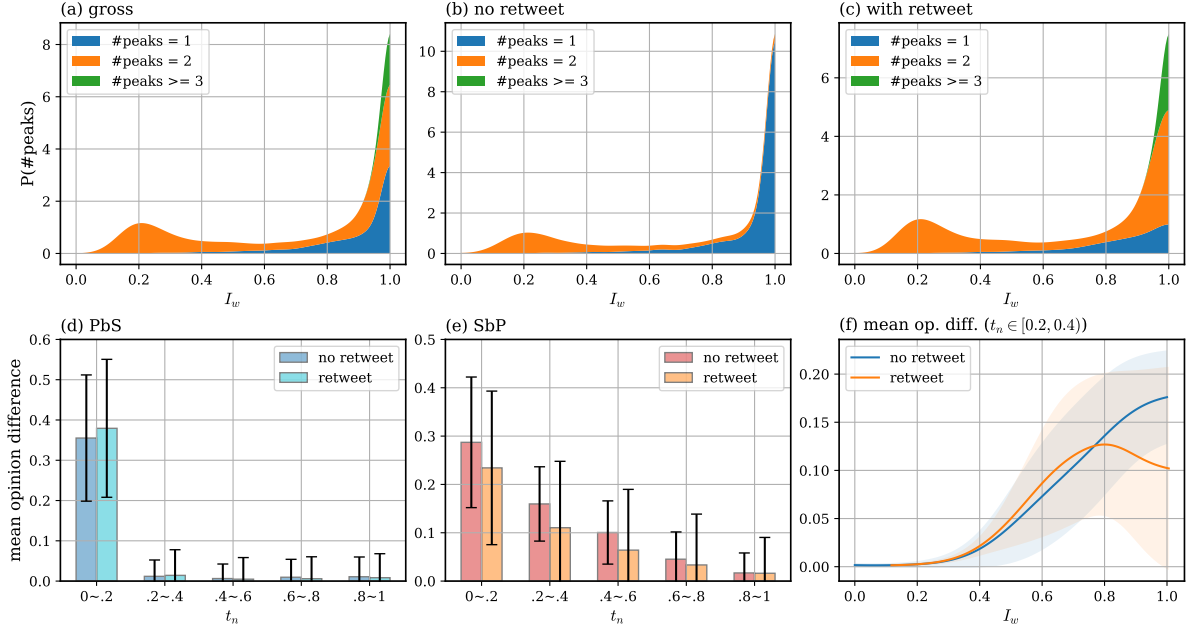 (a) gross
#peaks = 1
#peaks = 2
#peaks >= 3
P(#peaks)
8
6
4
2
0
0.0 0.2 0.4 0.6 0.8 1.0
I_w
(b) no retweet
#peaks = 1
#peaks = 2
#peaks >= 3
10
8
6
4
2
0
0.0 0.2 0.4 0.6 0.8 1.0
I_w
(c) with retweet
#peaks = 1
#peaks = 2
#peaks >= 3
6
4
2
0
0.0 0.2 0.4 0.6 0.8 1.0
I_w
(d) PbS
no retweet
retweet
mean opinion difference
0.6
0.5
0.4
0.3
0.2
0.1
0.0
0~.2 .2~.4 .4~.6 .6~.8 .8~1
t_n
(e) SbP
no retweet
retweet
0.5
0.4
0.3
0.2
0.1
0.0
0~.2 .2~.4 .4~.6 .6~.8 .8~1
t_n
(f) mean op. diff. (t_n ∈ [0.2, 0.4))
no retweet
retweet
0.20
0.15
0.10
0.05
0.00
0.0 0.2 0.4 0.6 0.8 1.0
I_w